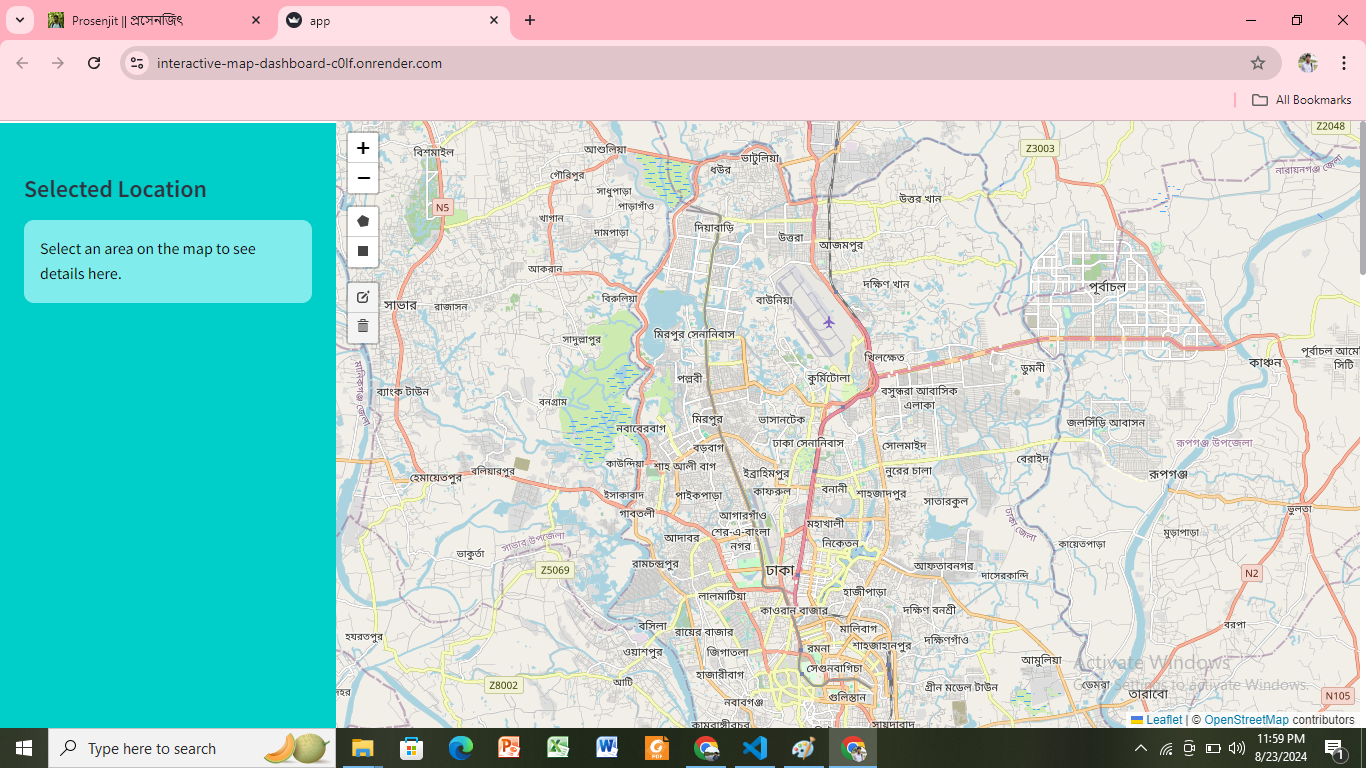 Prosenjit || প্রসেনজিৎ
app
interactive-map-dashboard-c0lf.onrender.com
All Bookmarks
Selected Location
Select an area on the map to see
details here.
+
−
Z2048
বিশমাইল
আশুলিয়া
ভাটুলিয়া
Z3003
ধউর
নারায়নগঞ্জ জেলা
গৌরিপুর
সাধুপাড়া
উত্তর খান
N5
পাড়াগাঁও
খাগান
দিয়াবাড়ি
দামপাড়া
উত্তরা
আজমপুর
আকরান
দক্ষিণ খান
পূর্বাচল
বিরুলিয়া
বাউনিয়া
সাভার
রাজাসন
মিরপুর সেনানিবাস
সাদুল্লাপুর
খিলক্ষেত
পূর্বাচল আমে
সিটি
কাঞ্চন
ডুমনী
মানিকগঞ্জ জেলা
পল্লবী
কুর্মিটোলা
ব্যাংক টাউন
বসুন্ধরা আবাসিক
এলাকা
বনগ্রাম
মিরপুর
ভাসানটেক
জলসিঁড়ি আবাসন
নবাবেরবাগ
ঢাকা সেনানিবাস
সোলমাইদ
রূপগঞ্জ উপজেলা
বড়বাগ
বেরাইদ
কাউন্দিয়া
শাহ আলী বাগ
বলিয়ারপুর
ইব্রাহিমপুর
নুরের চালা
রূপগঞ্জ
হেমায়েতপুর
কাফরুল
বনানী
শাহজাদপুর
ইসাকাবাদ
পাইকপাড়া
সাতারকুল
গাবতলী
আগারগাঁও
ভুলতা
মহাখালী
ঢাকা জেলা
শের-এ-বাংলা
নগর
আদাবর
মুড়াপাড়া
সাভার উপজেলা
নিকেতন
কায়েতপাড়া
ভাকুর্তা
রামচন্দ্রপুর
আফতাবনগর
Z5069
ঢাকা
দাসেরকান্দি
N2
লালমাটিয়া
হাজীপাড়া
কাওরান বাজার
দক্ষিণ বনশ্রী
বসিলা
রায়ের বাজার
মালিবাগ
বরপা
হযরতপুর
শাহজাহানপুর
দক্ষিণগাঁও
ওয়াশপুর
জিগাতলা
রমনা
আমুলিয়া
সেগুনবাগিচা
হাজারীবাগ
Activate Windows
আটি
Z8002
গ্রীন মডেল টাউন
ডেমরা
settings to activate Windows.
তারাবো
N105
নবাবগঞ্জ
গুলিস্তান
Leaflet | © OpenStreetMap contributors
Type here to search
11:59 PM
8/23/2024
1